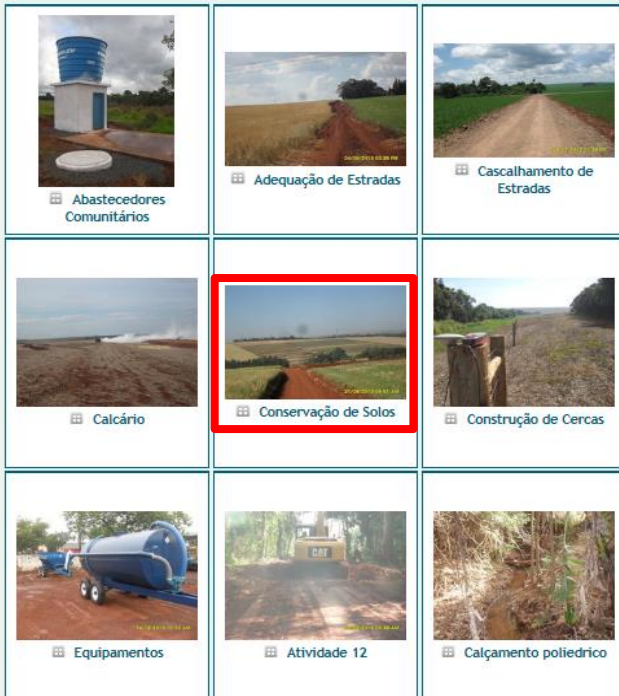 Abastecedores
Comunitários
Adequação de Estradas
Cascalhamento de
Estradas
Calcário
Conservação de Solos
Construção de Cercas
Equipamentos
CAT
Atividade 12
Calçamento poliedrico